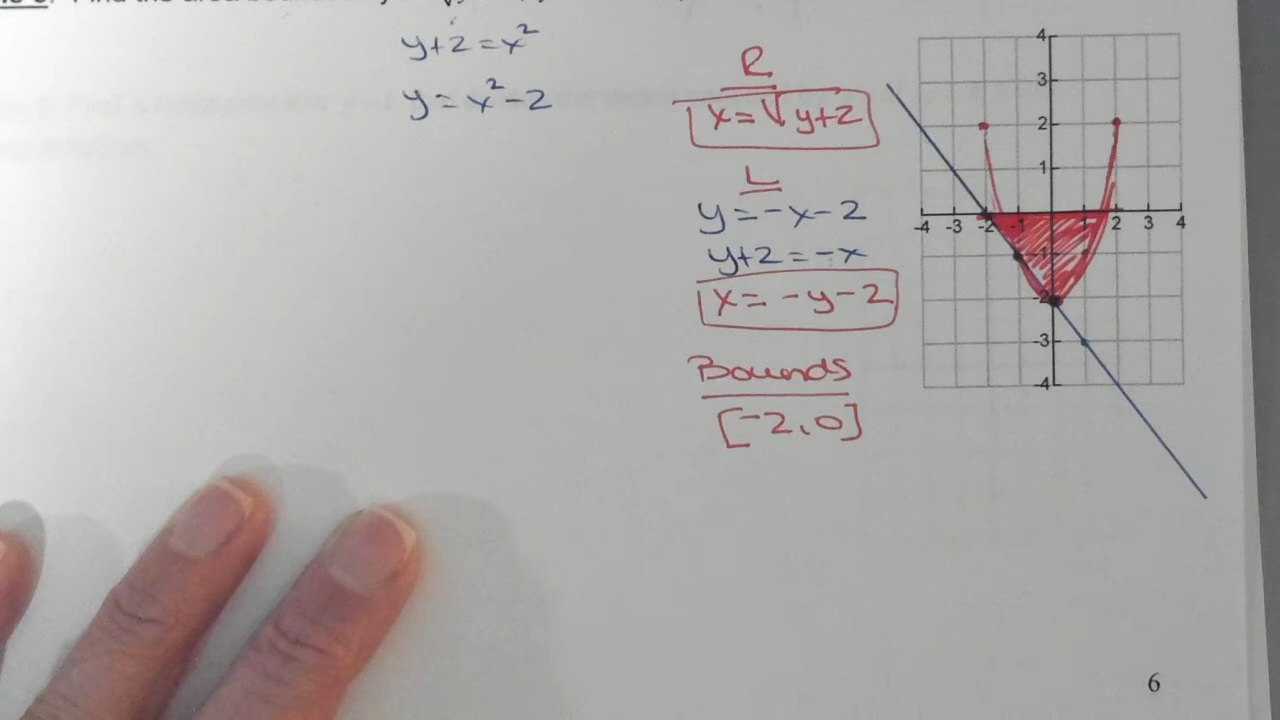 y+2=x²
y=x²-2
R
x=√y+2
L
y=-x-2
y+2=-x
x=-y-2
Bounds
[-2,0]
4
3
2
1
-4 -3 -2 -1 1 2 3 4
-1
-2
-3
-4
6